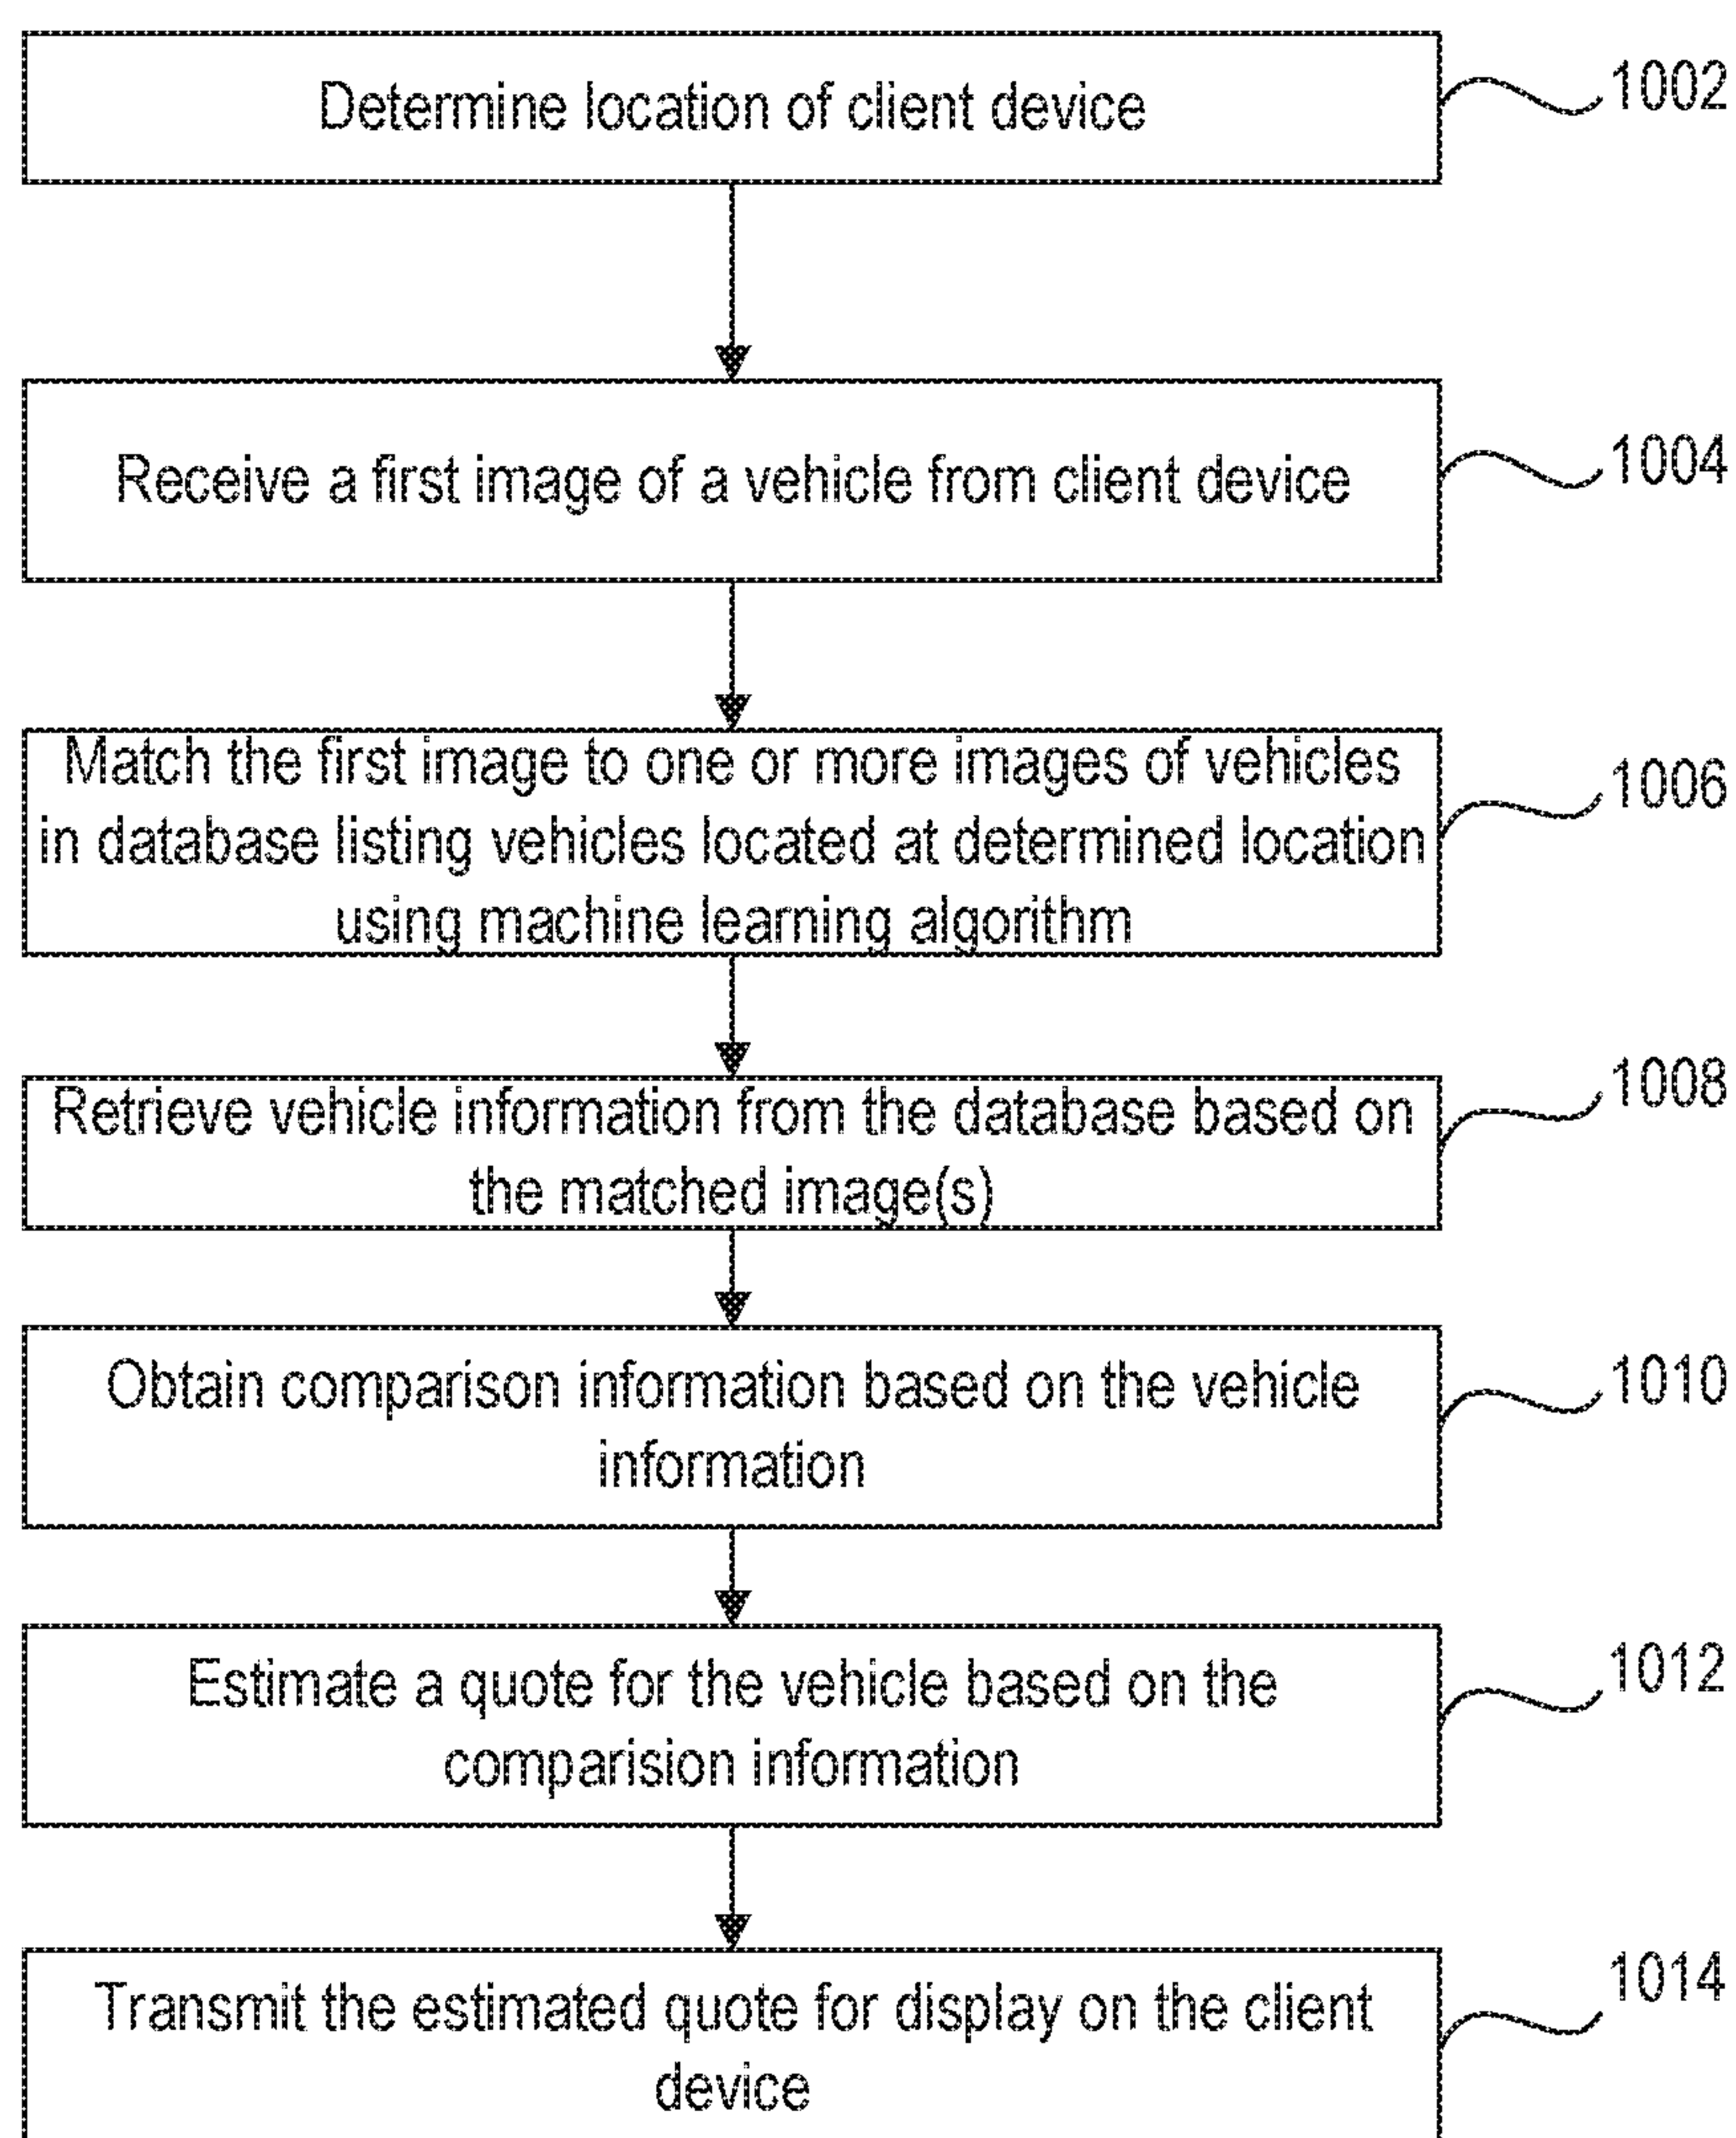 Determine location of client device
1002
Receive a first image of a vehicle from client device
1004
Match the first image to one or more images of vehicles
in database listing vehicles located at determined location
using machine learning algorithm
1006
Retrieve vehicle information from the database based on
the matched image(s)
1008
Obtain comparison information based on the vehicle
information
1010
Estimate a quote for the vehicle based on the
comparision information
1012
Transmit the estimated quote for display on the client
device
1014